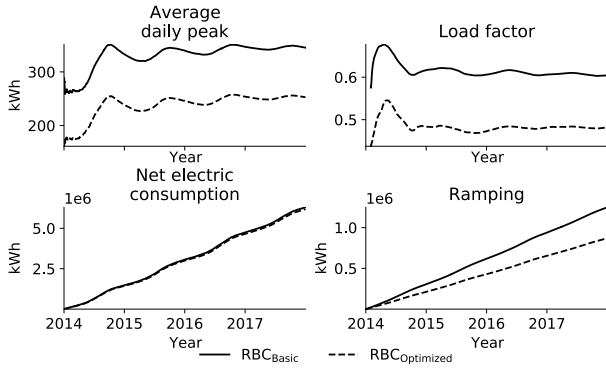 Average
daily peak
300
200
kWh
Year
Load factor
0.6
0.5
Year
Net electric
consumption
1e6
5.0
2.5
kWh
2014 2015 2016 2017
Year
Ramping
1e6
1.0
0.5
kWh
2014 2015 2016 2017
Year
RBC_Basic RBC_Optimized